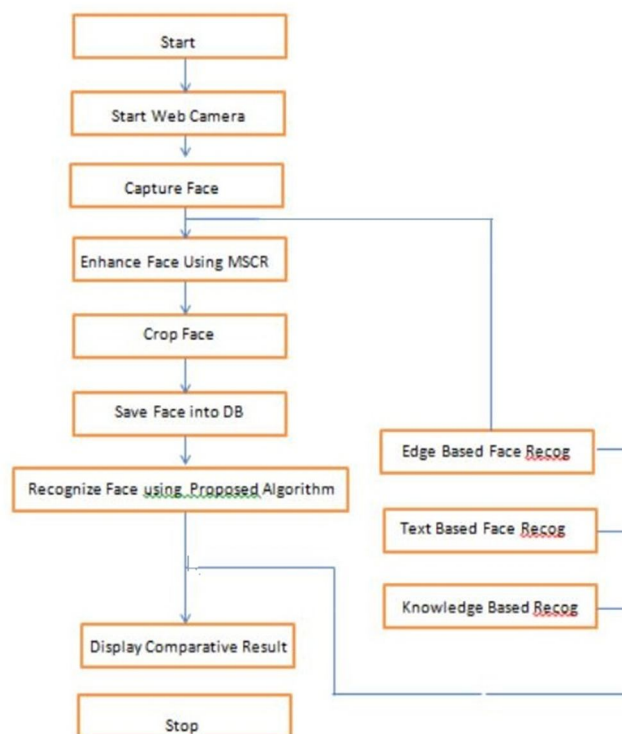 Start
Start Web Camera
Capture Face
Enhance Face Using MSCR
Crop Face
Save Face into DB
Recognize Face using Proposed Algorithm
Display Comparative Result
Stop
Edge Based Face Recog
Text Based Face Recog
Knowledge Based Recog